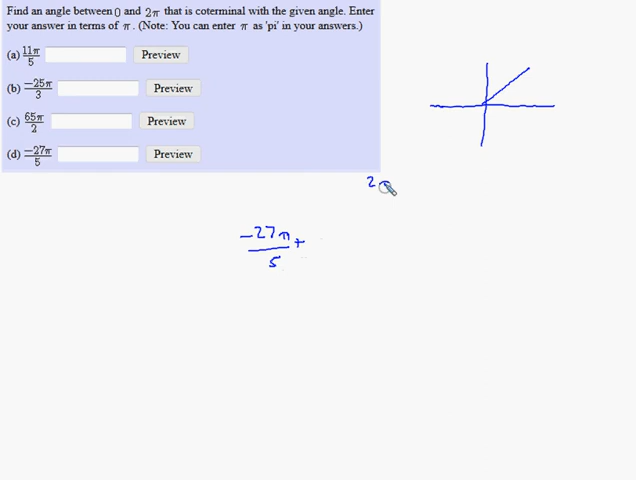 Find an angle between 0 and 2π that is coterminal with the given angle. Enter
your answer in terms of π. (Note: You can enter π as 'pi' in your answers.)
(a) 11π/5 Preview
(b) −25π/3 Preview
(c) 65π/2 Preview
(d) −27π/5 Preview
2
−27π/5 +